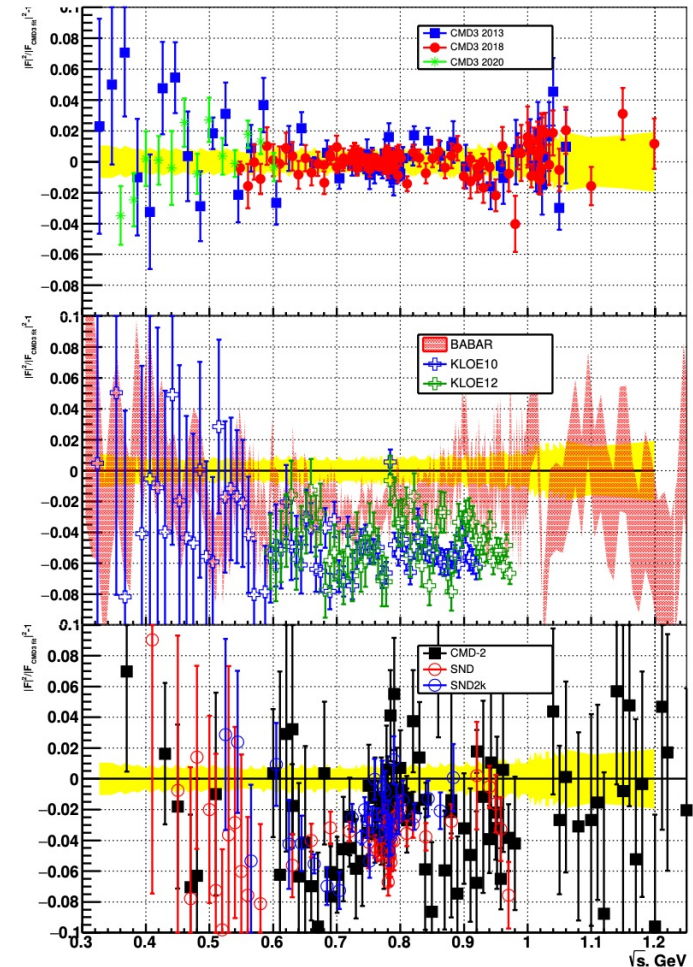 |F|²/|F_CMD3 fit|²-1
0.1
0.08
0.06
0.04
0.02
0
−0.02
−0.04
−0.06
−0.08
CMD3 2013
CMD3 2018
CMD3 2020
|F|²/|F_CMD3 fit|²-1
0.1
0.08
0.06
0.04
0.02
0
−0.02
−0.04
−0.06
−0.08
BABAR
KLOE10
KLOE12
|F|²/|F_CMD3 fit|²-1
0.1
0.08
0.06
0.04
0.02
0
−0.02
−0.04
−0.06
−0.08
−0.1
CMD-2
SND
SND2k
0.3 0.4 0.5 0.6 0.7 0.8 0.9 1 1.1 1.2
√s, GeV